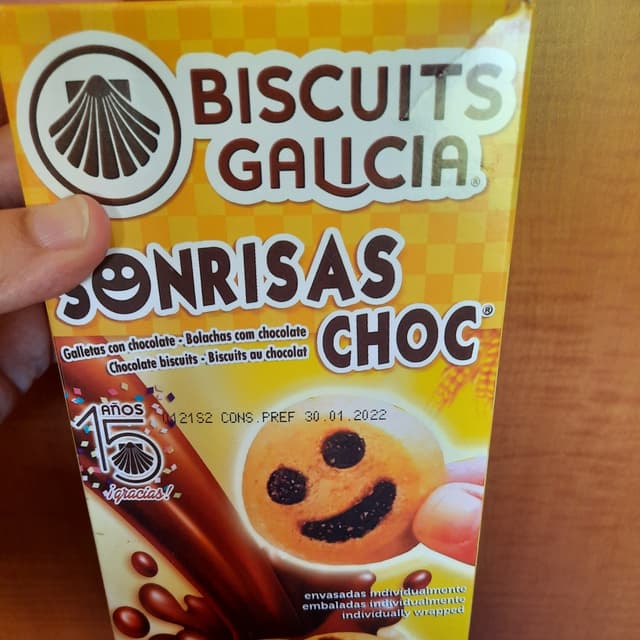 BISCUITS
GALICIA®
SONRISAS
CHOC®
Galletas con chocolate - Bolachas com chocolate
Chocolate biscuits - Biscuits au chocolat
15 AÑOS
¡gracias!
121S2 CONS.PREF 30.01.2022
envasadas individualmente
embaladas individualmente
individually wrapped